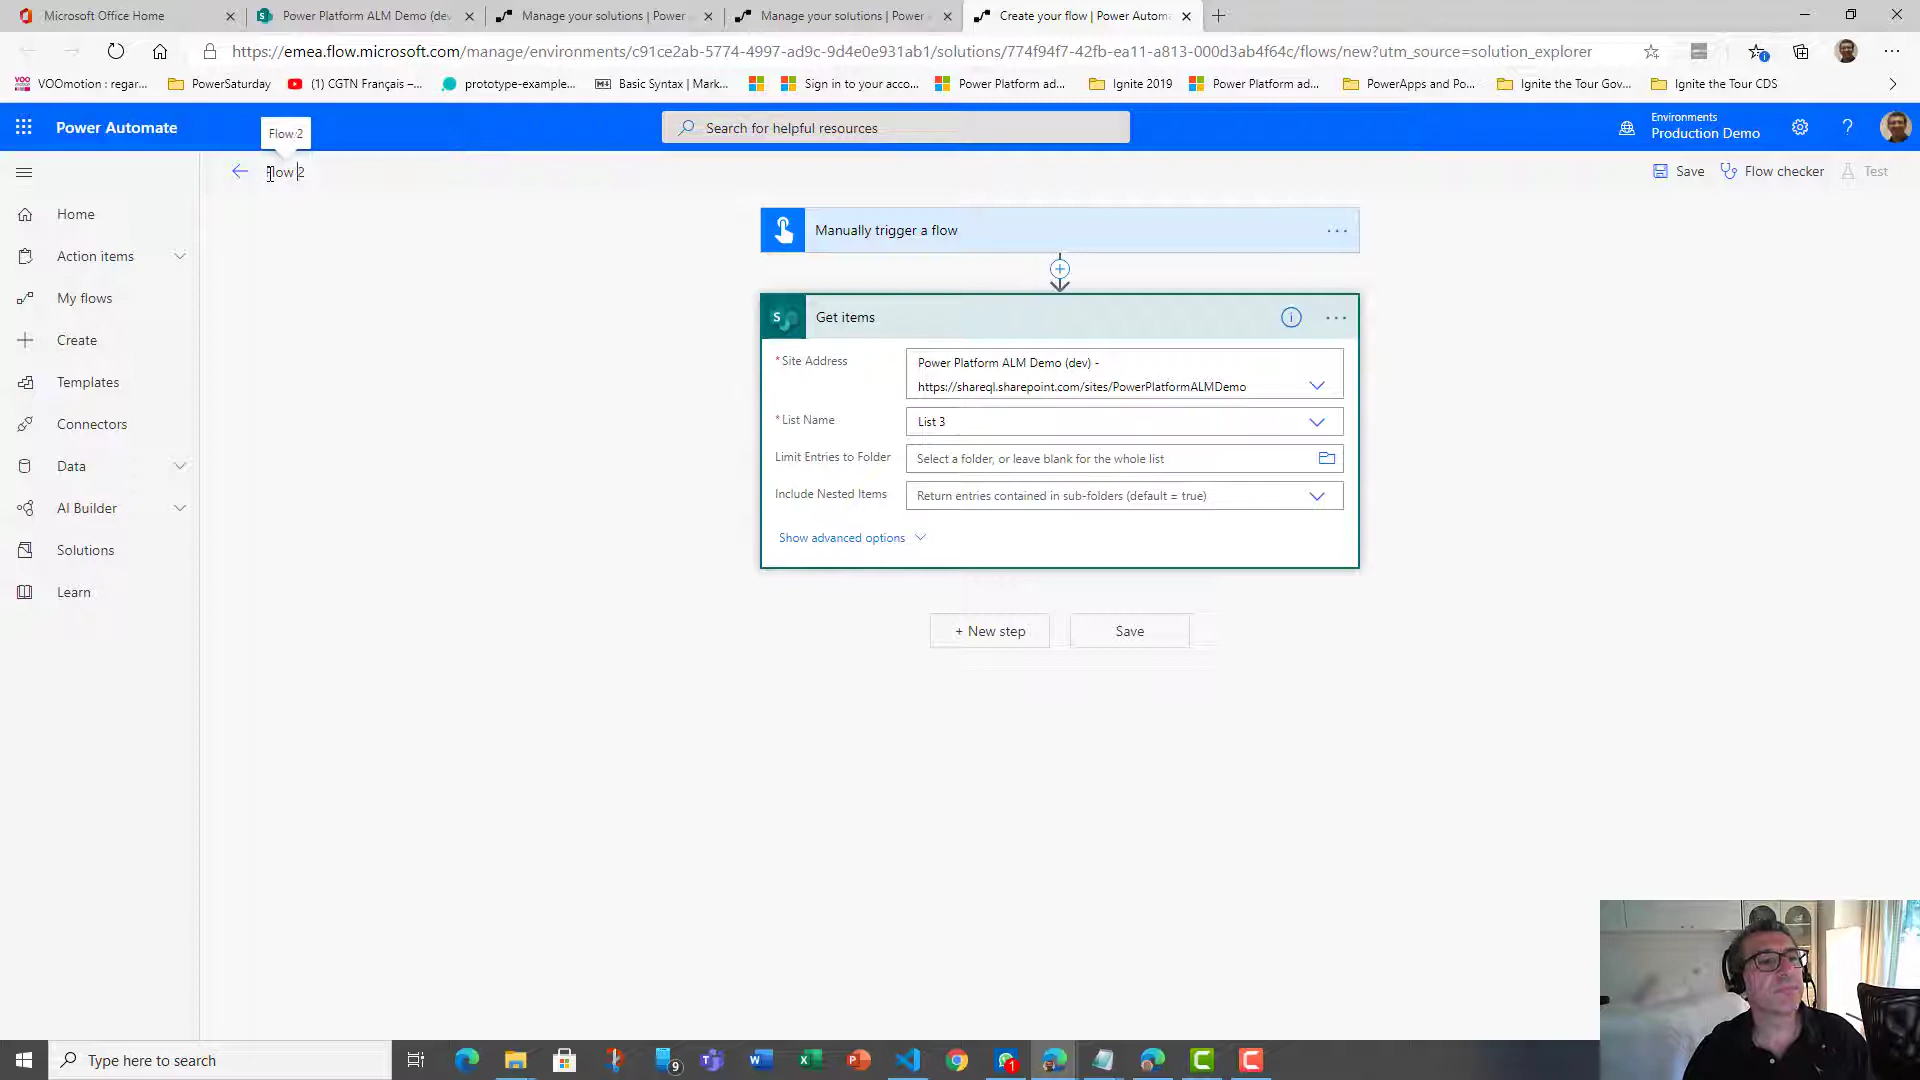 Microsoft Office Home
Power Platform ALM Demo (dev
Manage your solutions | Power
Manage your solutions | Power
Create your flow | Power Autom
https://emea.flow.microsoft.com/manage/environments/c91ce2ab-5774-4997-ad9c-9d4e0e931ab1/solutions/774f94f7-42fb-ea11-a813-000d3ab4f64c/flows/new?utm_source=solution_explorer
VOOmotion : regar...
PowerSaturday
(1) CGTN Français –...
prototype-example...
Basic Syntax | Mark...
Sign in to your acco...
Power Platform ad...
Ignite 2019
Power Platform ad...
PowerApps and Po...
Ignite the Tour Gov...
Ignite the Tour CDS
Power Automate
Flow 2
Search for helpful resources
Environments
Production Demo
Flow 2
Save
Flow checker
Test
Home
Action items
My flows
Create
Templates
Connectors
Data
AI Builder
Solutions
Learn
Manually trigger a flow
Get items
*Site Address
Power Platform ALM Demo (dev) -
https://shareql.sharepoint.com/sites/PowerPlatformALMDemo
*List Name
List 3
Limit Entries to Folder
Select a folder, or leave blank for the whole list
Include Nested Items
Return entries contained in sub-folders (default = true)
Show advanced options
+ New step
Save
Type here to search
9
1